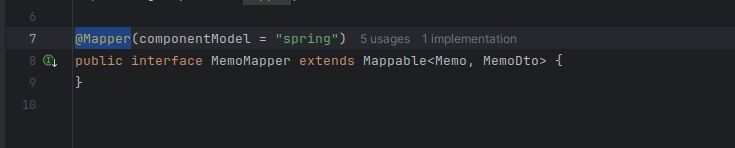 6
7 @Mapper(componentModel = "spring") 5 usages 1 implementation
8 public interface MemoMapper extends Mappable<Memo, MemoDto> {
9 }
10